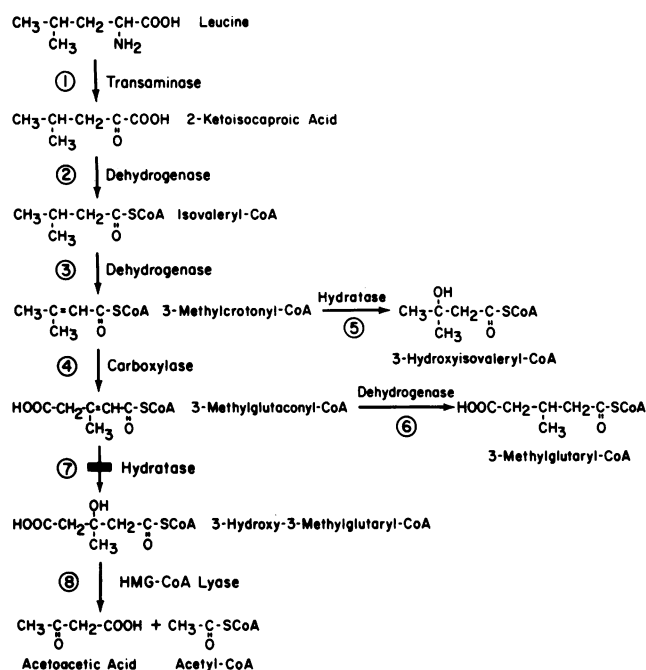 CH3-CH-CH2-CH-COOH Leucine
CH3 NH2
① Transaminase
CH3-CH-CH2-C-COOH 2-Ketoisocaproic Acid
CH3 O
② Dehydrogenase
CH3-CH-CH2-C-SCoA Isovaleryl-CoA
CH3 O
③ Dehydrogenase
CH3-C=CH-C-SCoA 3-Methylcrotonyl-CoA
CH3 O
Hydratase
⑤
OH
CH3-C-CH2-C-SCoA
CH3 O
3-Hydroxyisovaleryl-CoA
④ Carboxylase
HOOC-CH2-C=CH-C-SCoA 3-Methylglutaconyl-CoA
CH3 O
Dehydrogenase
⑥
HOOC-CH2-CH-CH2-C-SCoA
CH3 O
3-Methylglutaryl-CoA
⑦ Hydratase
OH
HOOC-CH2-C-CH2-C-SCoA 3-Hydroxy-3-Methylglutaryl-CoA
CH3 O
⑧ HMG-CoA Lyase
CH3-C-CH2-COOH + CH3-C-SCoA
O O
Acetoacetic Acid Acetyl-CoA